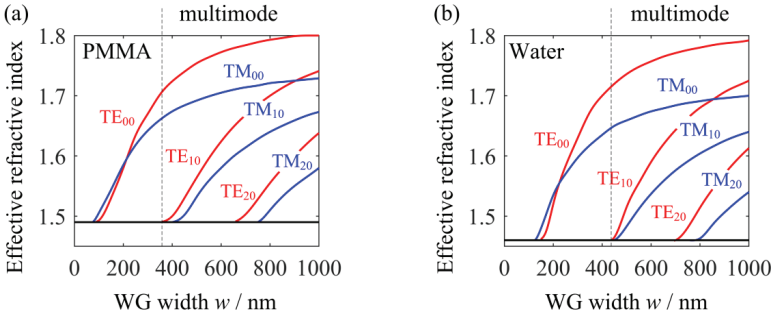 (a)
multimode
PMMA
TE00
TM00
TE10
TM10
TE20
TM20
1.8
1.7
1.6
1.5
Effective refractive index
0 200 400 600 800 1000
WG width w / nm
(b)
multimode
Water
TE00
TM00
TE10
TM10
TE20
TM20
1.8
1.7
1.6
1.5
Effective refractive index
0 200 400 600 800 1000
WG width w / nm